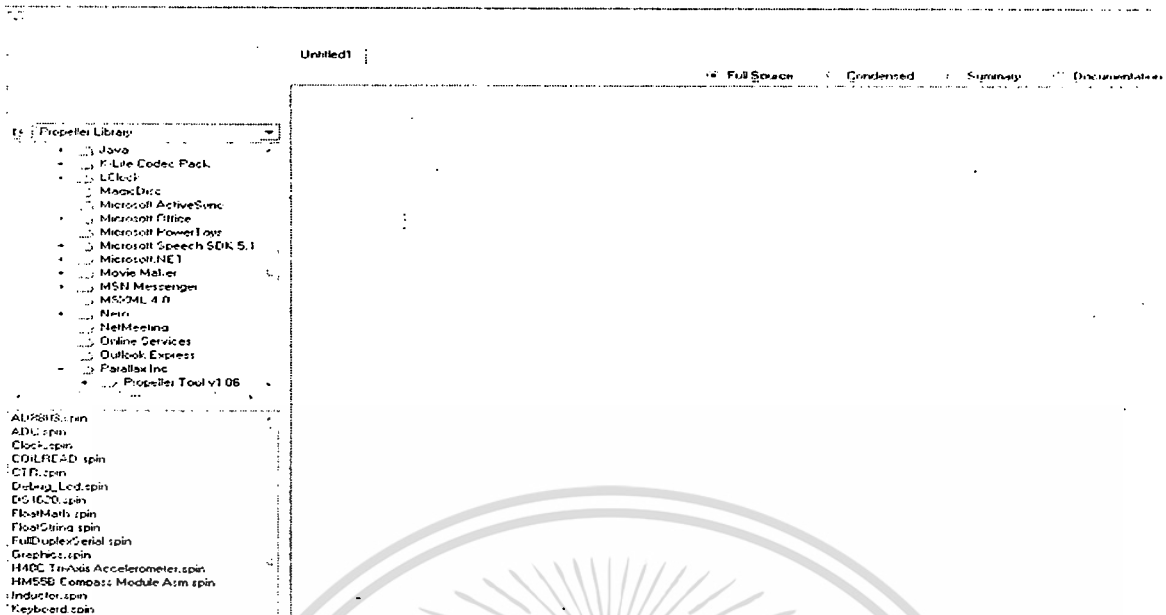 Untitled1
Full Source Condensed Summary Documentation
Propeller Library
Java
K-Lite Codec Pack
LClock
MagicDisc
Microsoft ActiveSync
Microsoft Office
Microsoft PowerToys
Microsoft Speech SDK 5.1
Microsoft.NET
Movie Maker
MSN Messenger
MSXML 4.0
Nero
NetMeeting
Online Services
Outlook Express
Parallax Inc
Propeller Tool v1.06
ADC.spin
Clock.spin
COILREAD.spin
CTR.spin
Debug_Lcd.spin
DS1620.spin
FloatMath.spin
FloatString.spin
FullDuplexSerial.spin
Graphics.spin
H48C Tri-Axis Accelerometer.spin
HM55B Compass Module Asm.spin
Inductor.spin
Keyboard.spin